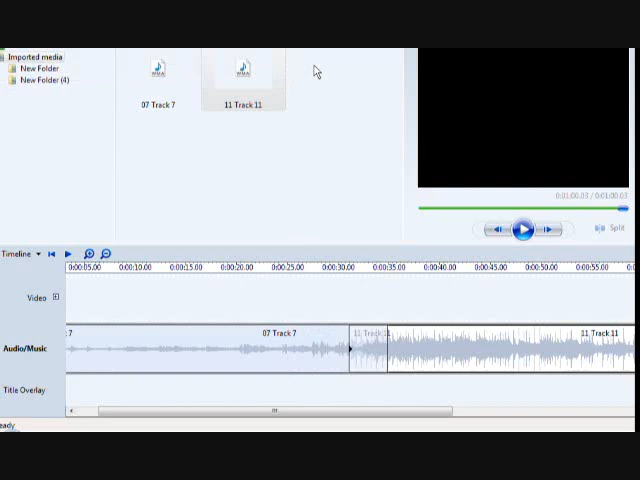 Imported media
New Folder
New Folder (4)
WMA
WMA
07 Track 7
11 Track 11
0:01:00.03 / 0:01:00.03
Split
Timeline
0:00:05.00 0:00:10.00 0:00:15.00 0:00:20.00 0:00:25.00 0:00:30.00 0:00:35.00 0:00:40.00 0:00:45.00 0:00:50.00 0:00:55.00
Video
7 07 Track 7 11 Track 11 11 Track 11
Audio/Music
Title Overlay
eady